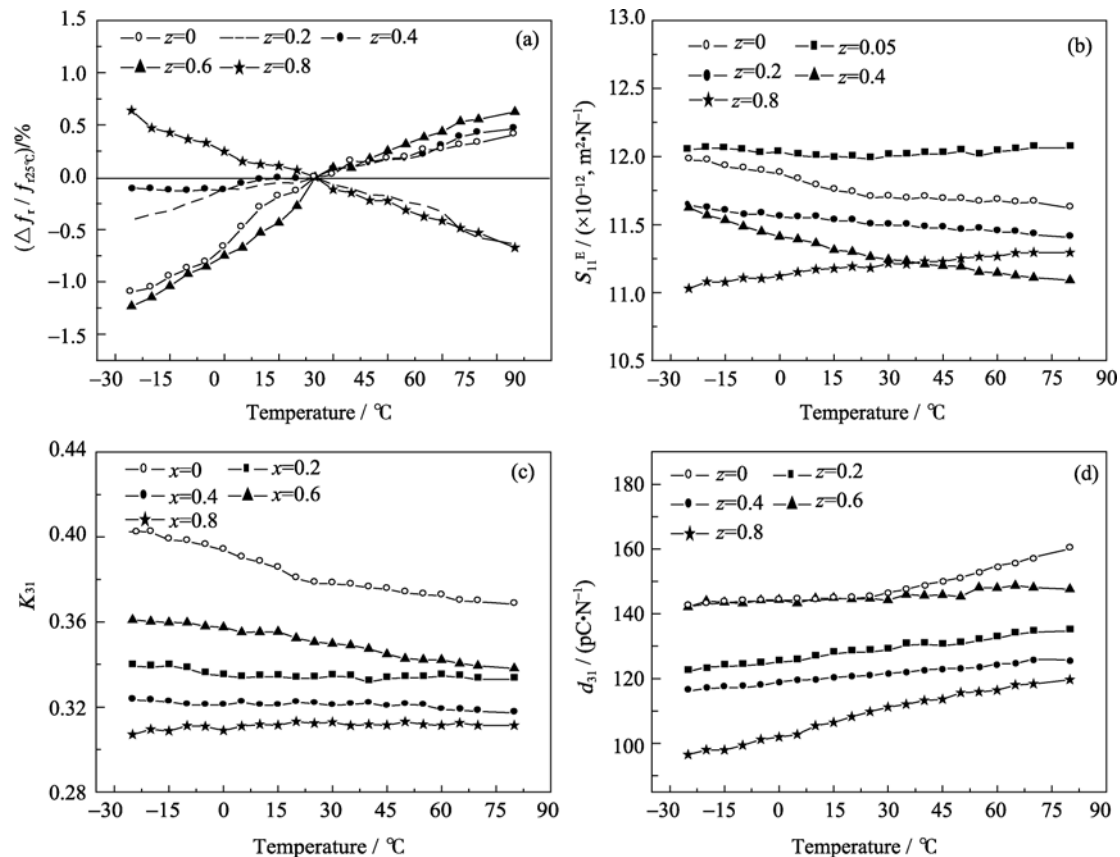 (a)
z=0 z=0.2 z=0.4
z=0.6 z=0.8
1.5
1.0
0.5
0.0
−0.5
−1.0
−1.5
(△fr / fr25℃)/%
−30 −15 0 15 30 45 60 75 90
Temperature / ℃
(b)
z=0 z=0.05
z=0.2 z=0.4
z=0.8
13.0
12.5
12.0
11.5
11.0
10.5
S11E / (×10−12, m2•N−1)
−30 −15 0 15 30 45 60 75 90
Temperature / ℃
(c)
x=0 x=0.2
x=0.4 x=0.6
x=0.8
0.44
0.40
0.36
0.32
0.28
K31
−30 −15 0 15 30 45 60 75 90
Temperature / ℃
(d)
z=0 z=0.2
z=0.4 z=0.6
z=0.8
180
160
140
120
100
d31 / (pC•N−1)
−30 −15 0 15 30 45 60 75 90
Temperature / ℃